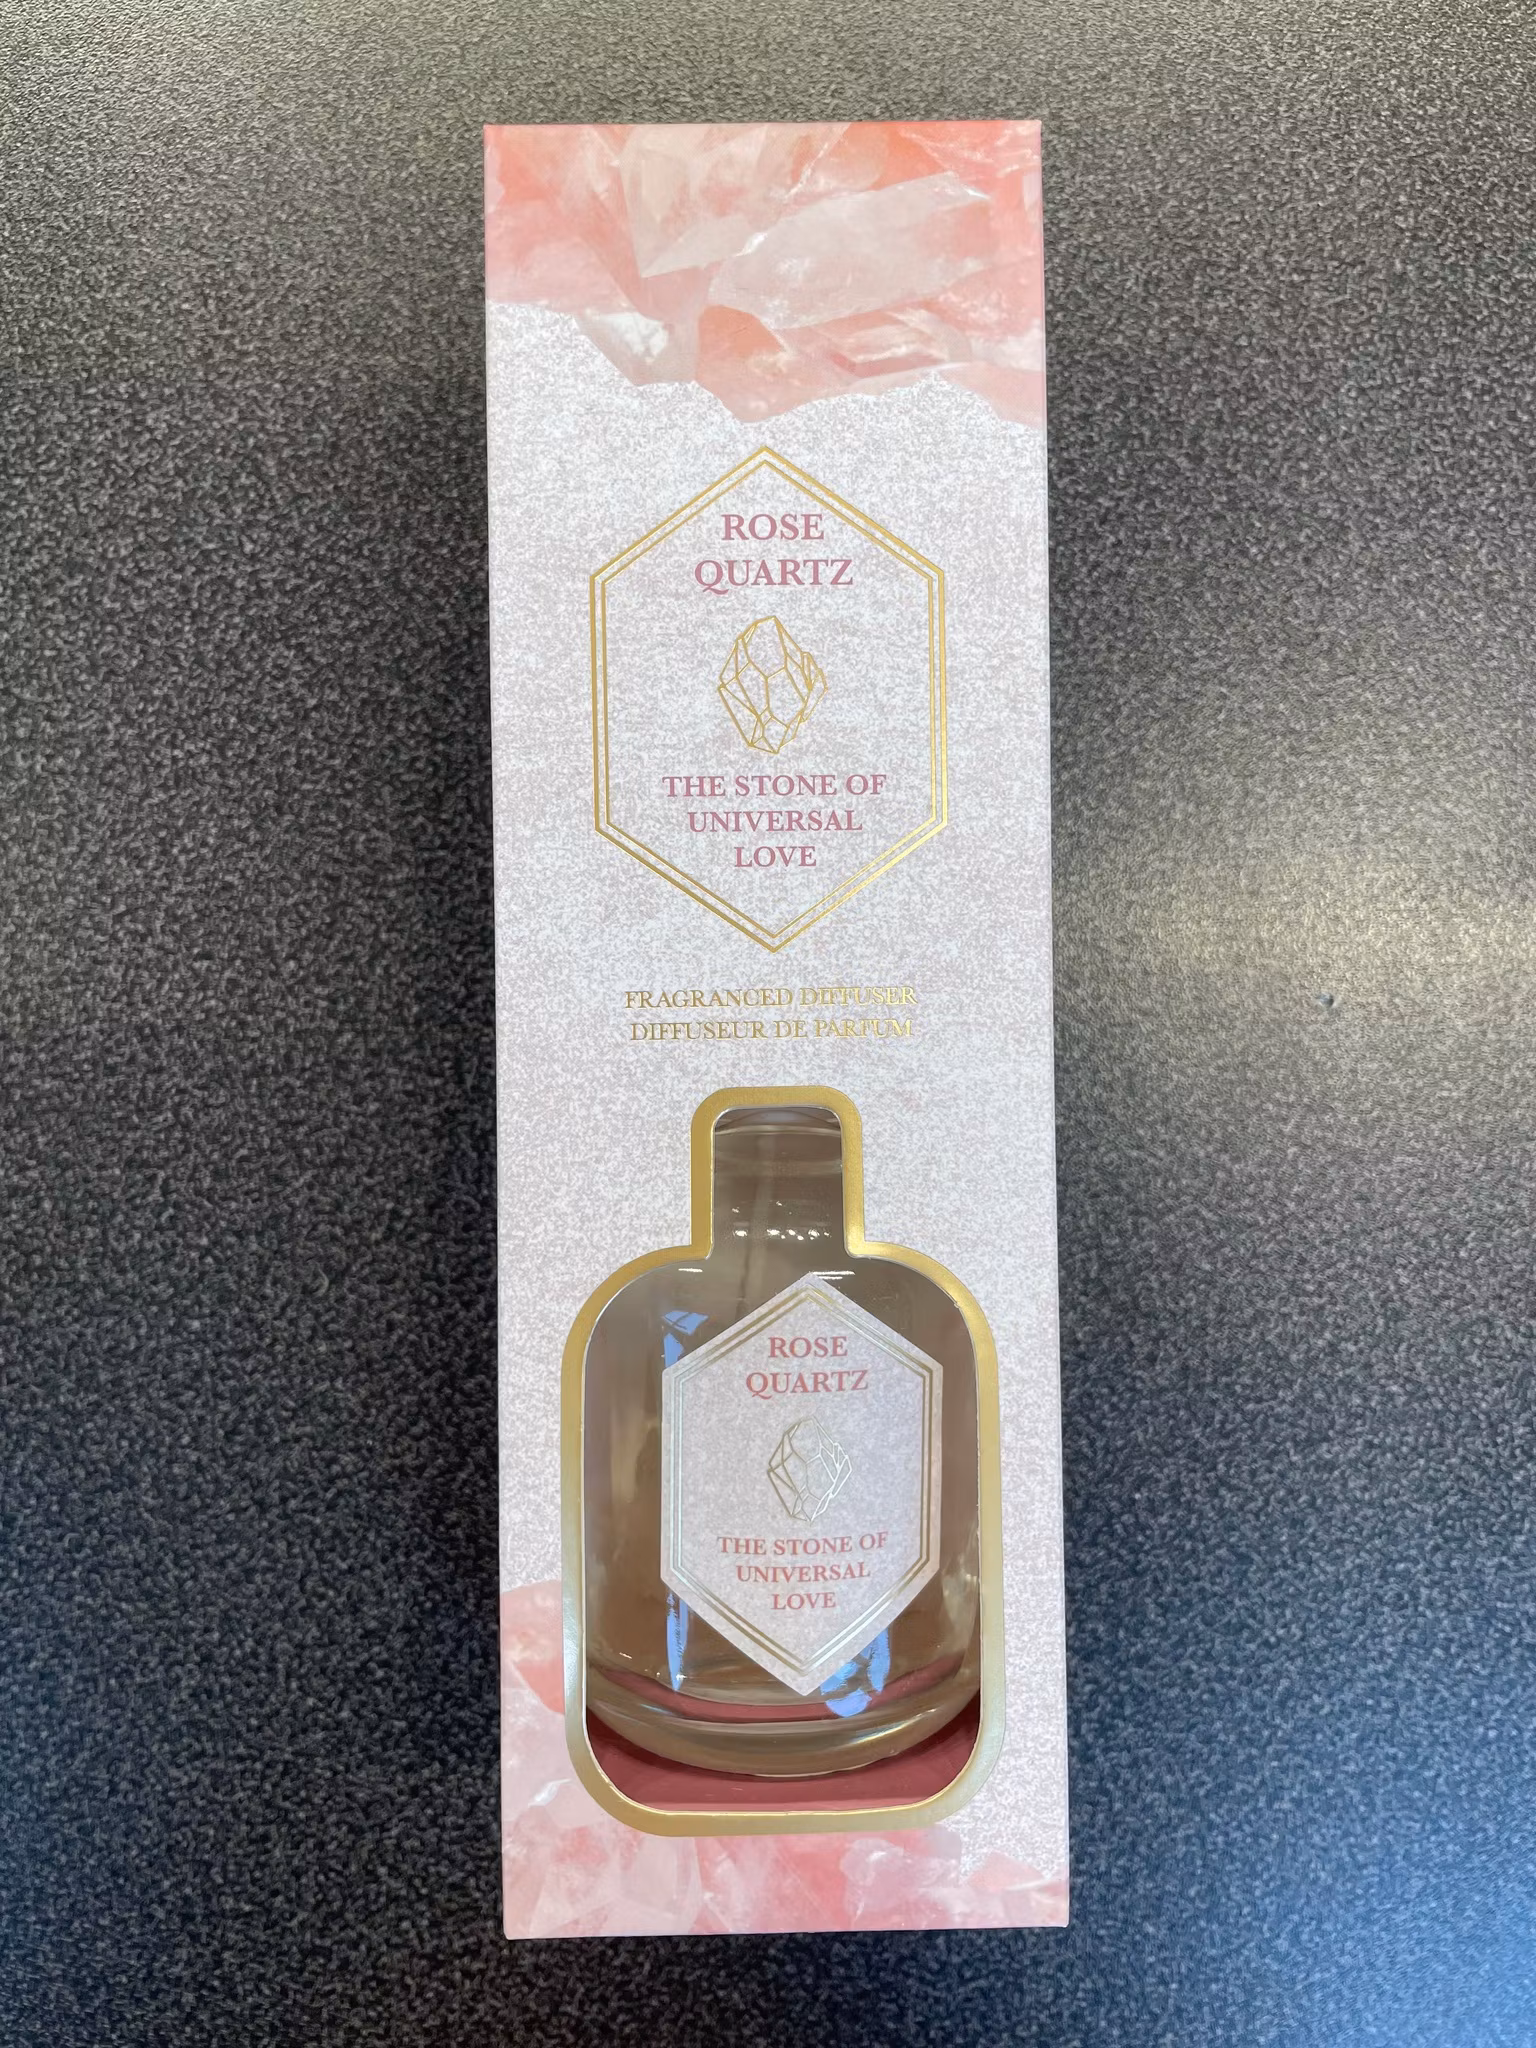 ROSE
QUARTZ
THE STONE OF
UNIVERSAL
LOVE
FRAGRANCED DIFFUSER
DIFFUSEUR DE PARFUM
ROSE
QUARTZ
THE STONE OF
UNIVERSAL
LOVE